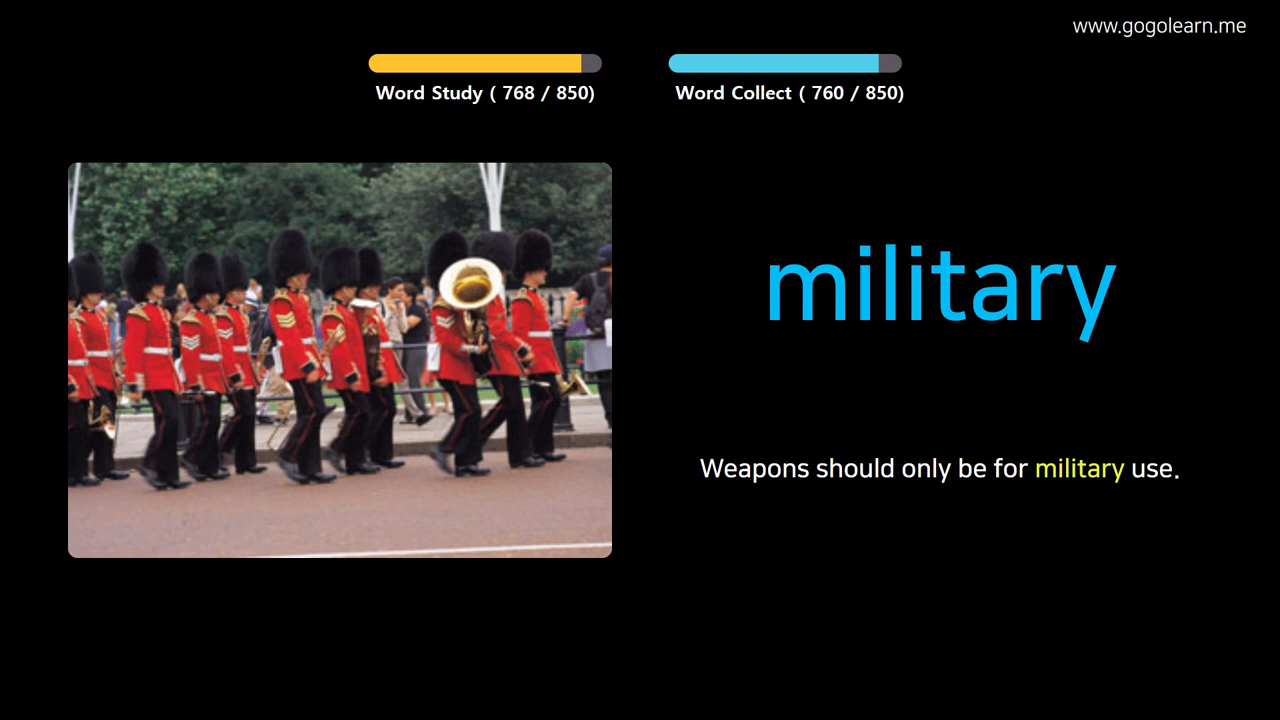 www.gogolearn.me
Word Study ( 768 / 850)
Word Collect ( 760 / 850)
military
Weapons should only be for military use.